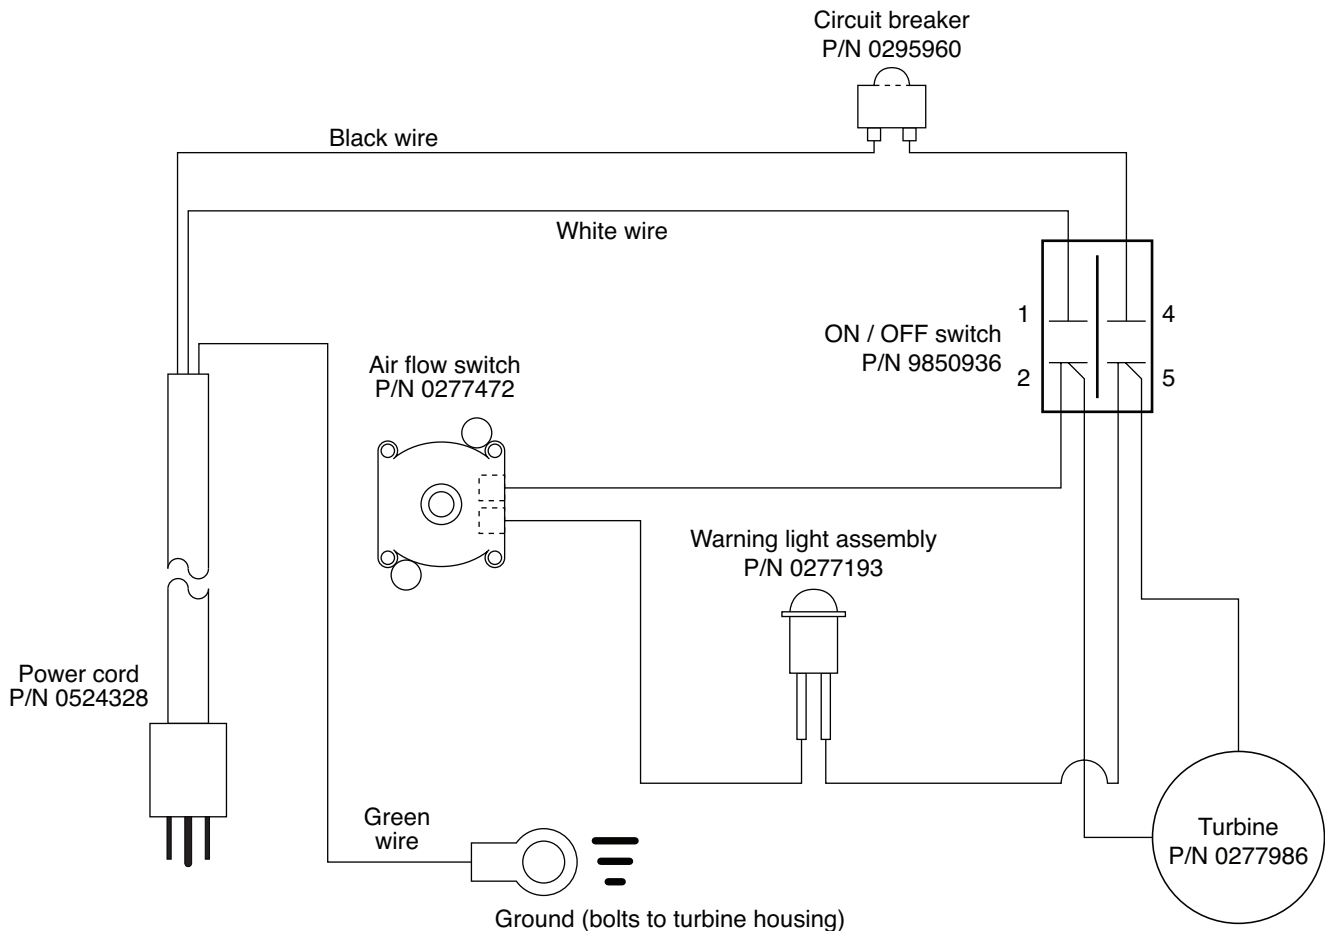 Circuit breaker
P/N 0295960
Black wire
White wire
1
4
ON / OFF switch
P/N 9850936
2
5
Air flow switch
P/N 0277472
Warning light assembly
P/N 0277193
Power cord
P/N 0524328
Green
wire
Turbine
P/N 0277986
Ground (bolts to turbine housing)